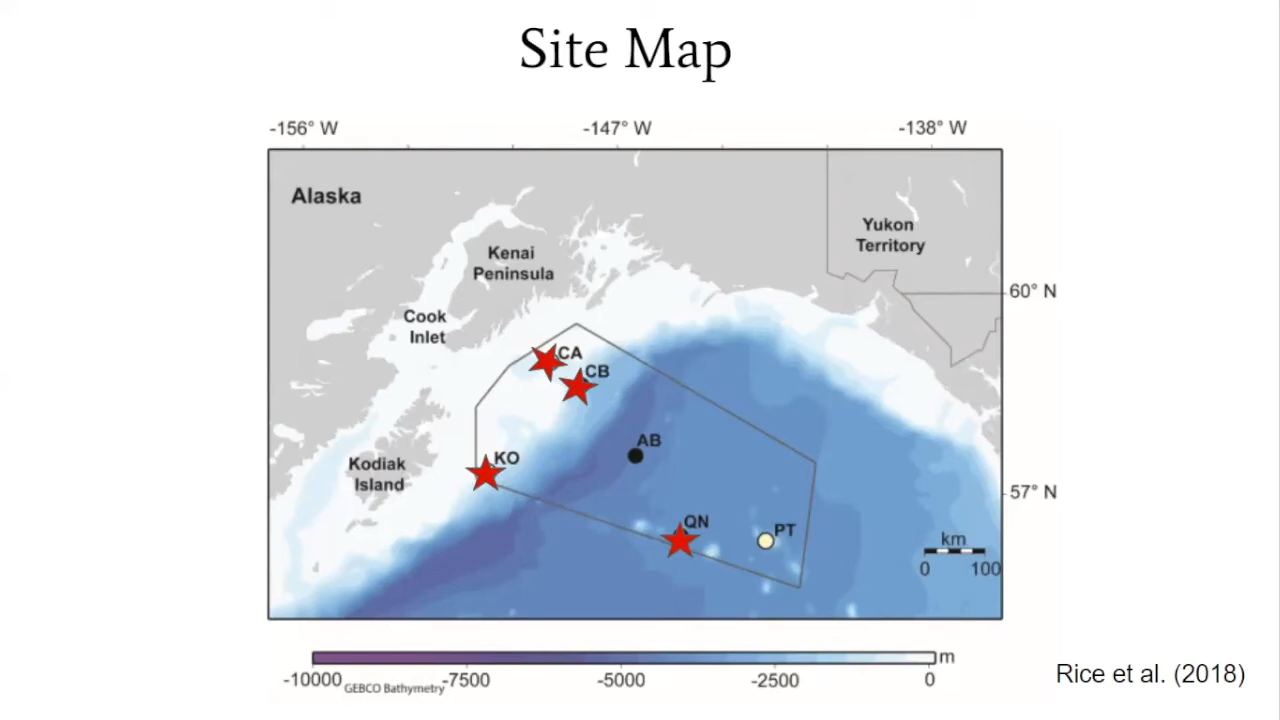 Site Map
-156° W
-147° W
-138° W
Alaska
Yukon
Territory
Kenai
Peninsula
60° N
Cook
Inlet
CA
CB
AB
KO
Kodiak
Island
57° N
QN
PT
km
0 100
m
-10000 -7500 -5000 -2500 0
GEBCO Bathymetry
Rice et al. (2018)